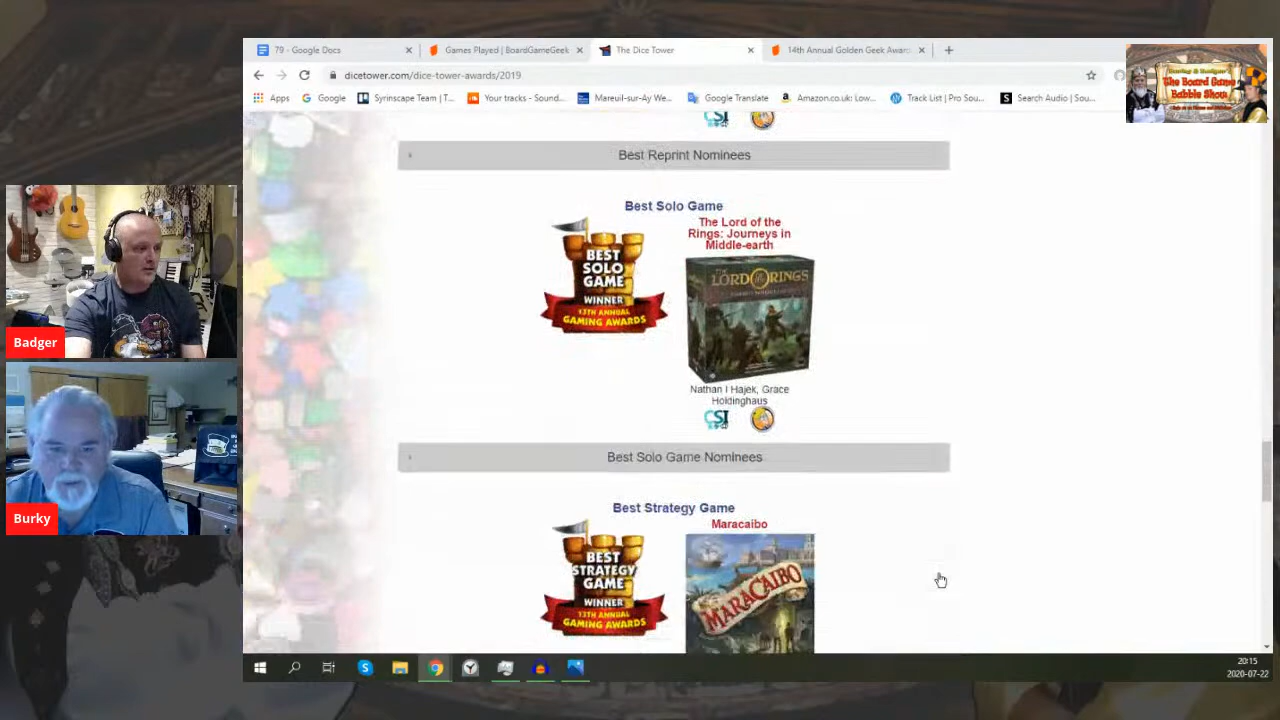 79 - Google Docs
Games Played | BoardGameGeek
The Dice Tower
14th Annual Golden Geek Award
dicetower.com/dice-tower-awards/2019
Apps
Google
Syrinscape Team | T...
Your tracks - Sound...
Mareuil-sur-Ay We...
Google Translate
Amazon.co.uk: Low...
Track List | Pro Sou...
Search Audio | Sou...
The Board Game
Babble Show
CSI
Best Reprint Nominees
Best Solo Game
The Lord of the
Rings: Journeys in
Middle-earth
BEST
SOLO
GAME
WINNER
13TH ANNUAL
GAMING AWARDS
THE
LORD OF THE RINGS
Nathan I Hajek, Grace
Holdinghaus
CSI
Best Solo Game Nominees
Best Strategy Game
Maracaibo
BEST
STRATEGY
GAME
WINNER
13TH ANNUAL
GAMING AWARDS
MARACAIBO
Badger
Burky
20:15
2020-07-22